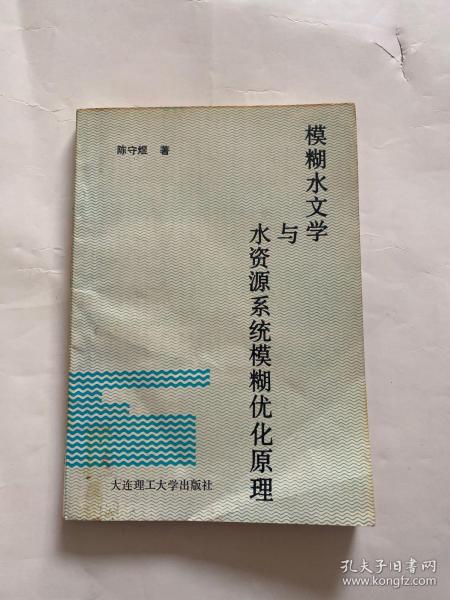 模糊水文学
与
水资源系统模糊优化原理
陈守煜 著
大连理工大学出版社
孔夫子旧书网
www.kongfz.com